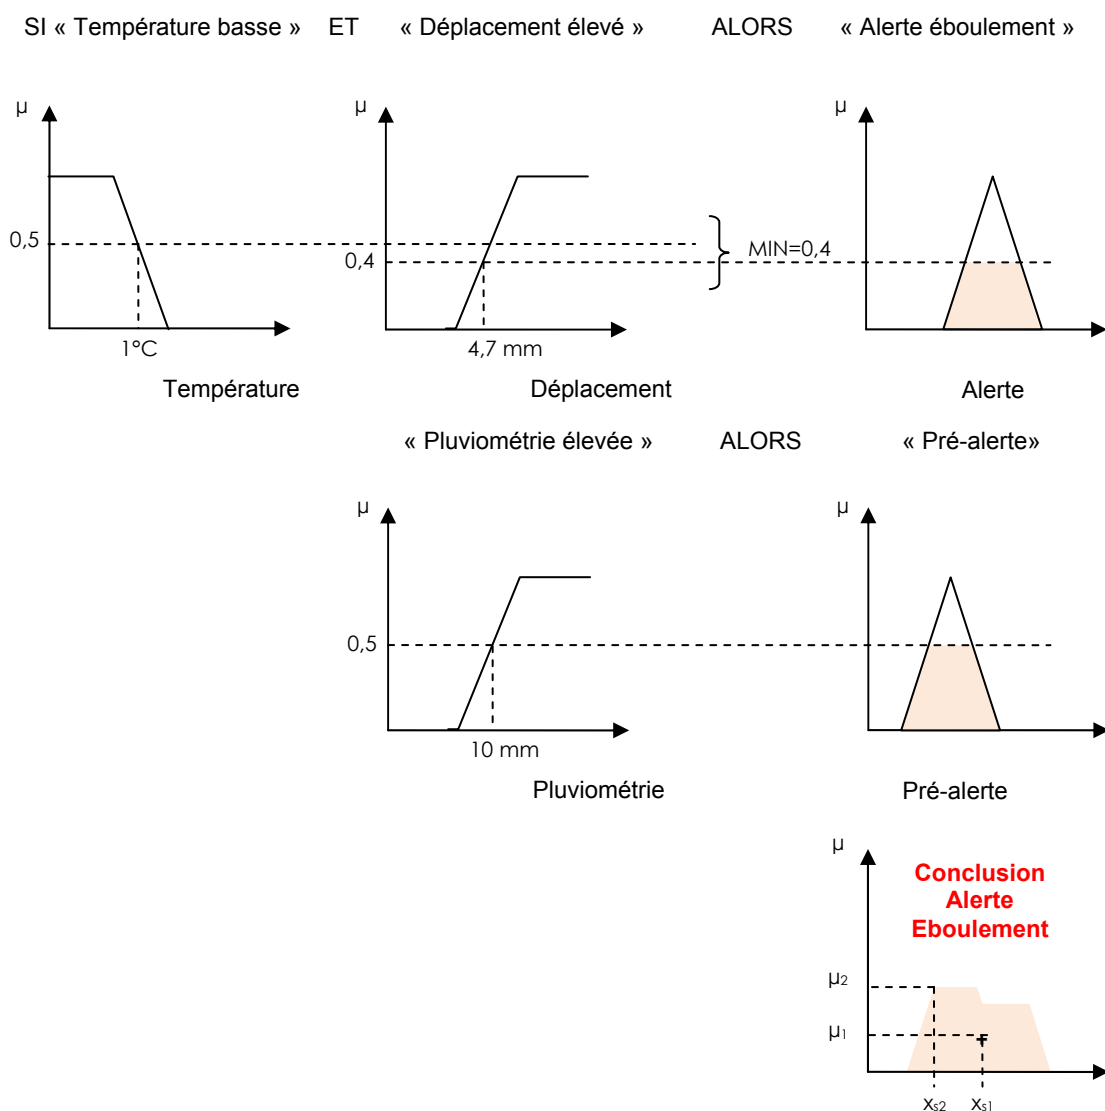 SI « Température basse » ET « Déplacement élevé » ALORS « Alerte éboulement »
µ µ µ
0,5
0,4
MIN=0,4
1°C 4,7 mm
Température Déplacement Alerte
« Pluviométrie élevée » ALORS « Pré-alerte»
µ µ
0,5
10 mm
Pluviométrie Pré-alerte
µ
Conclusion
Alerte
Eboulement
µ2
µ1
xs2 xs1